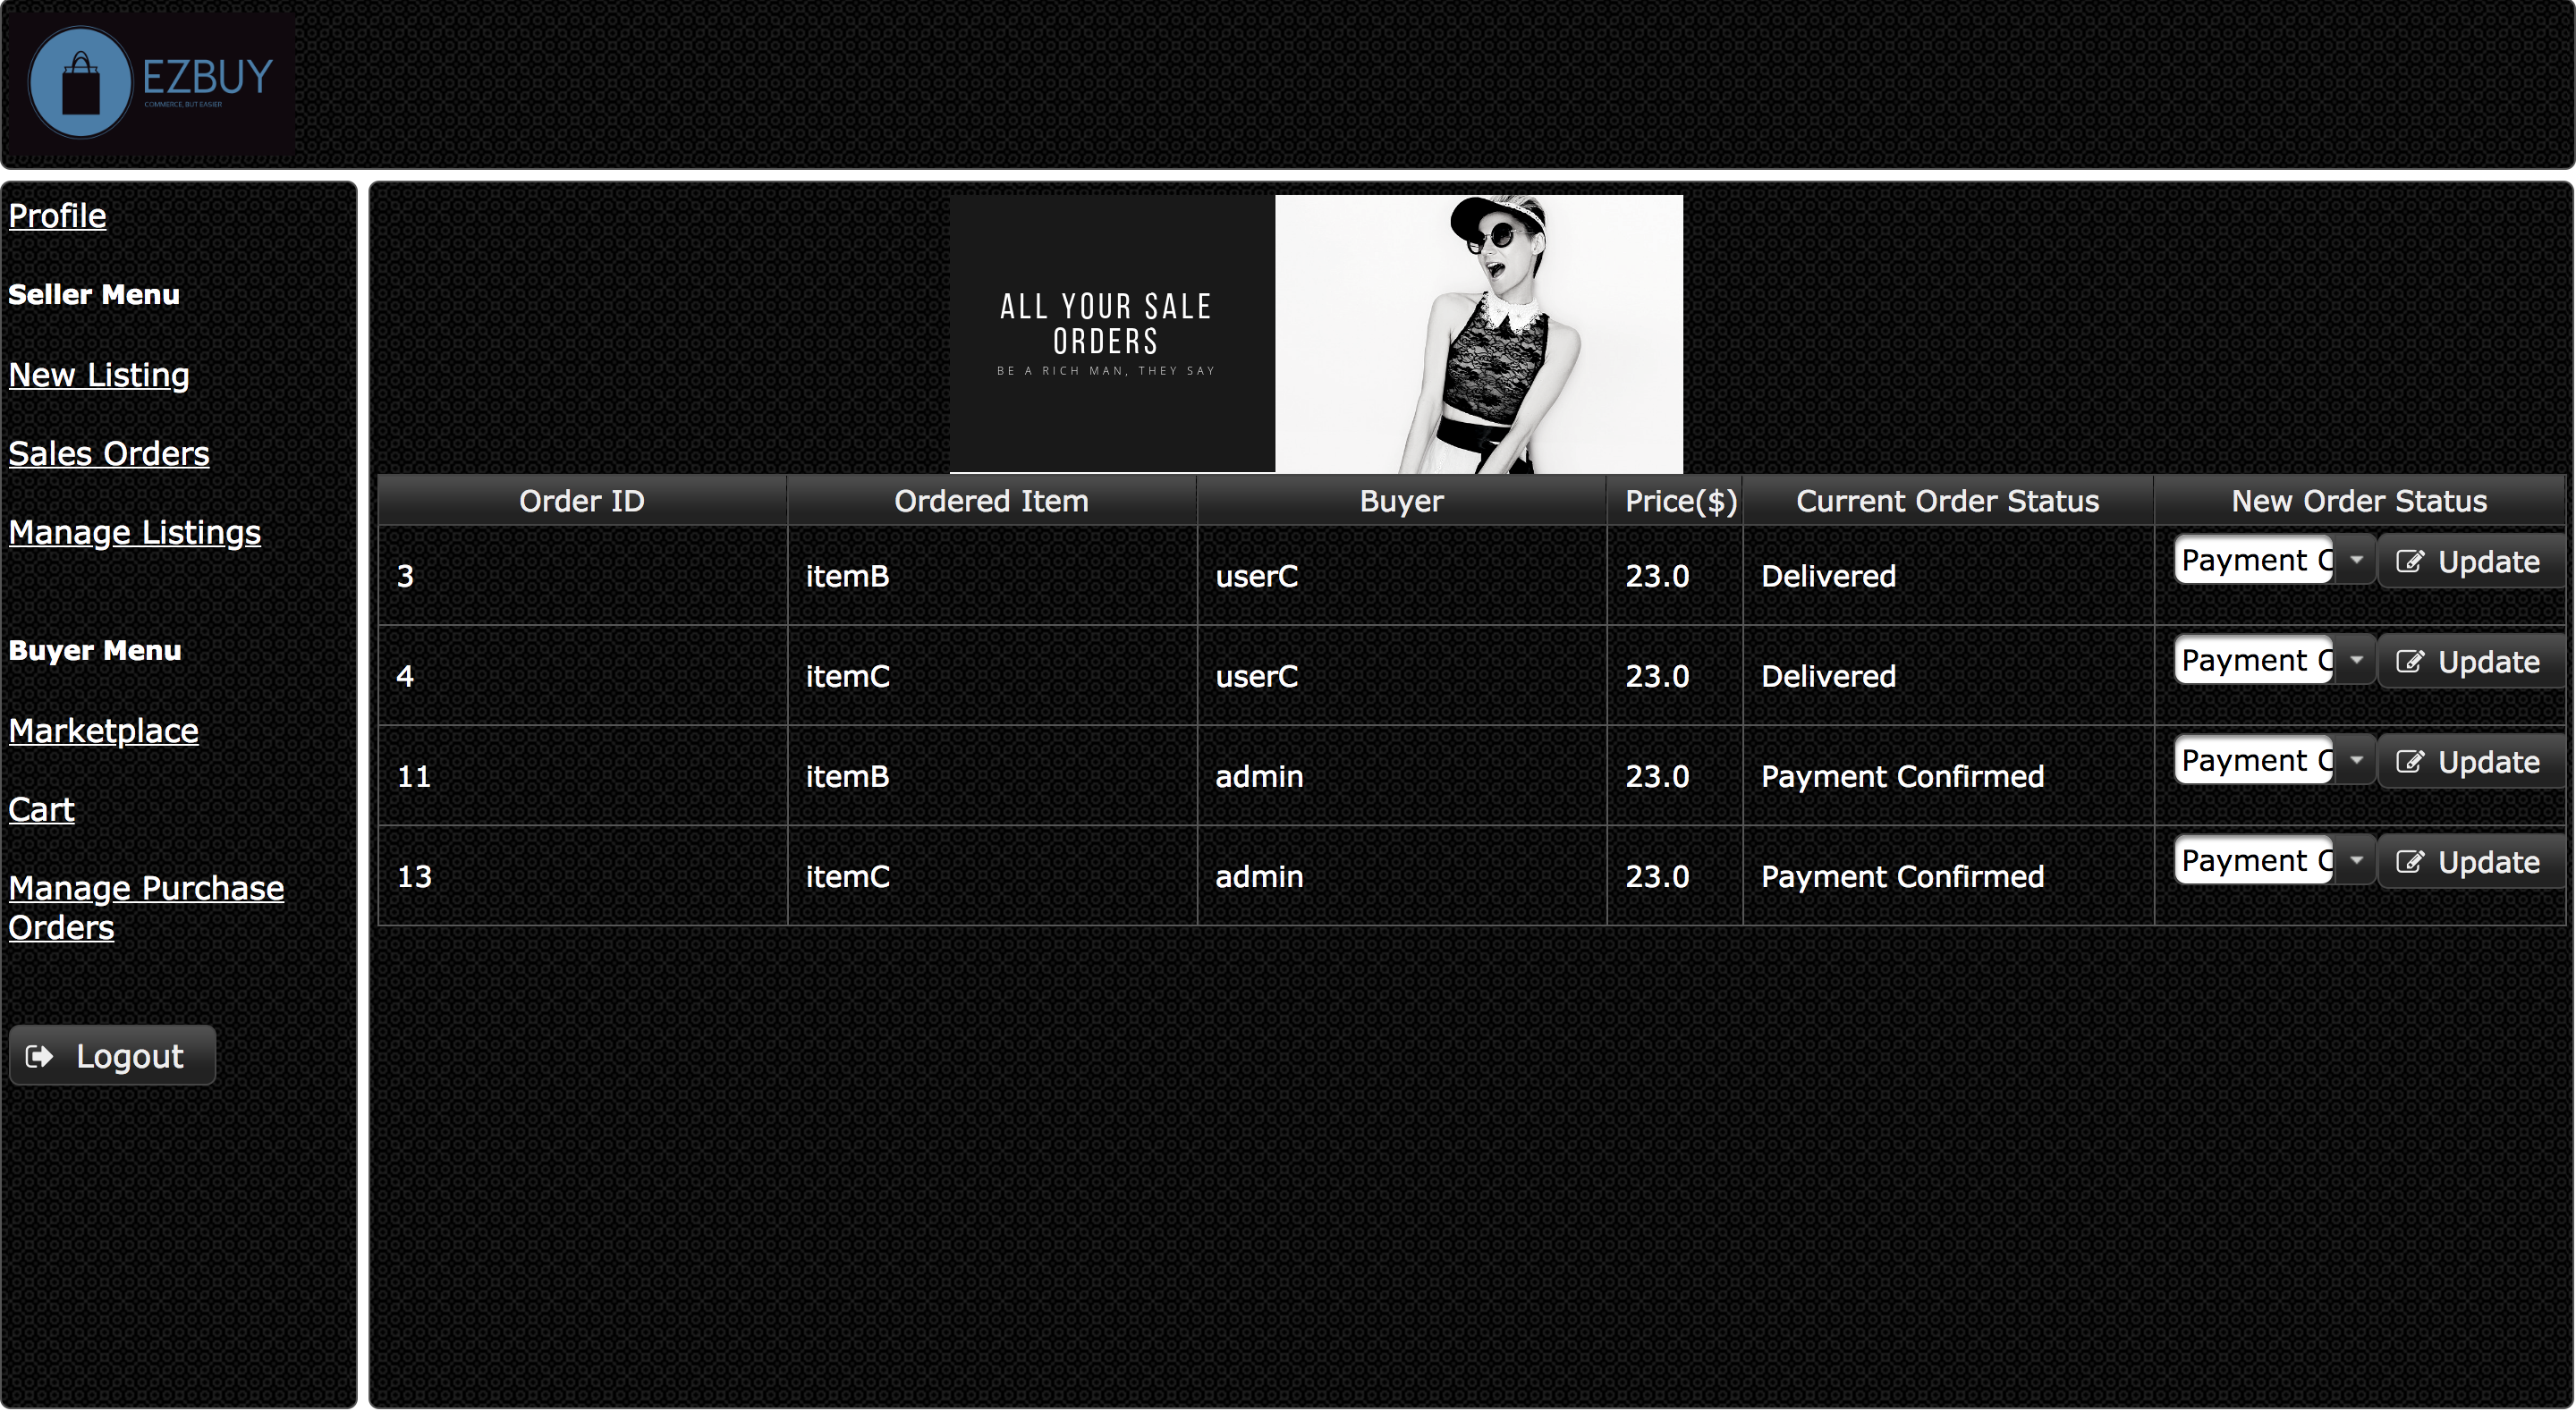 EZBUY
COMMERCE, BUT EASIER
Profile
Seller Menu
New Listing
Sales Orders
Manage Listings
Buyer Menu
Marketplace
Cart
Manage Purchase
Orders
Logout
ALL YOUR SALE
ORDERS
BE A RICH MAN, THEY SAY
Order ID Ordered Item Buyer Price($) Current Order Status New Order Status
3 itemB userC 23.0 Delivered Payment C Update
4 itemC userC 23.0 Delivered Payment C Update
11 itemB admin 23.0 Payment Confirmed Payment C Update
13 itemC admin 23.0 Payment Confirmed Payment C Update